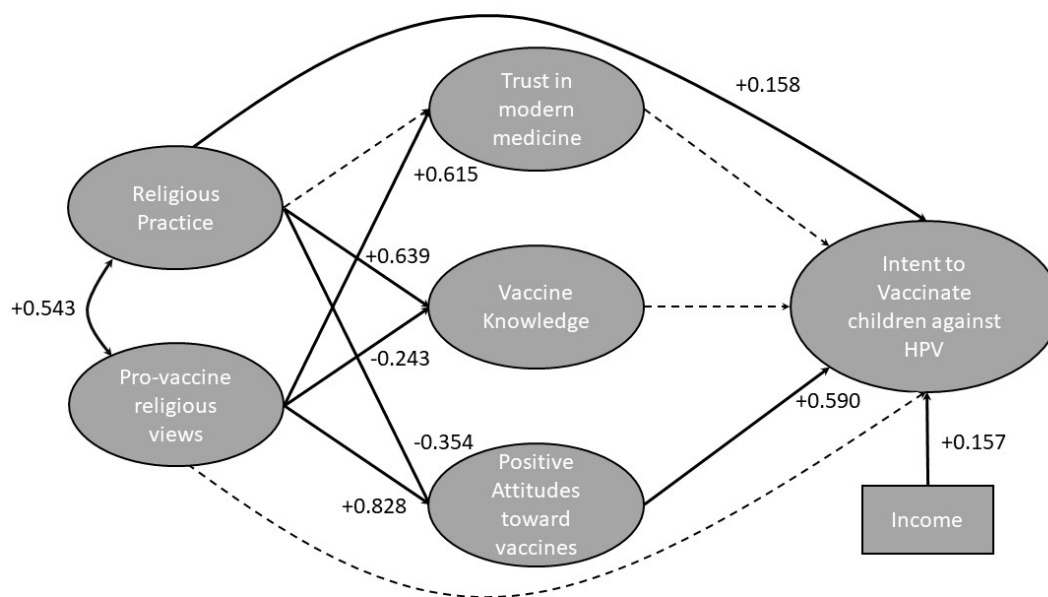 +0.158
Trust in
modern
medicine
+0.615
Religious
Practice
+0.639
+0.543
Vaccine
Knowledge
Intent to
Vaccinate
children against
HPV
-0.243
Pro-vaccine
religious
views
+0.590
-0.354
+0.157
Positive
Attitudes
toward
vaccines
+0.828
Income